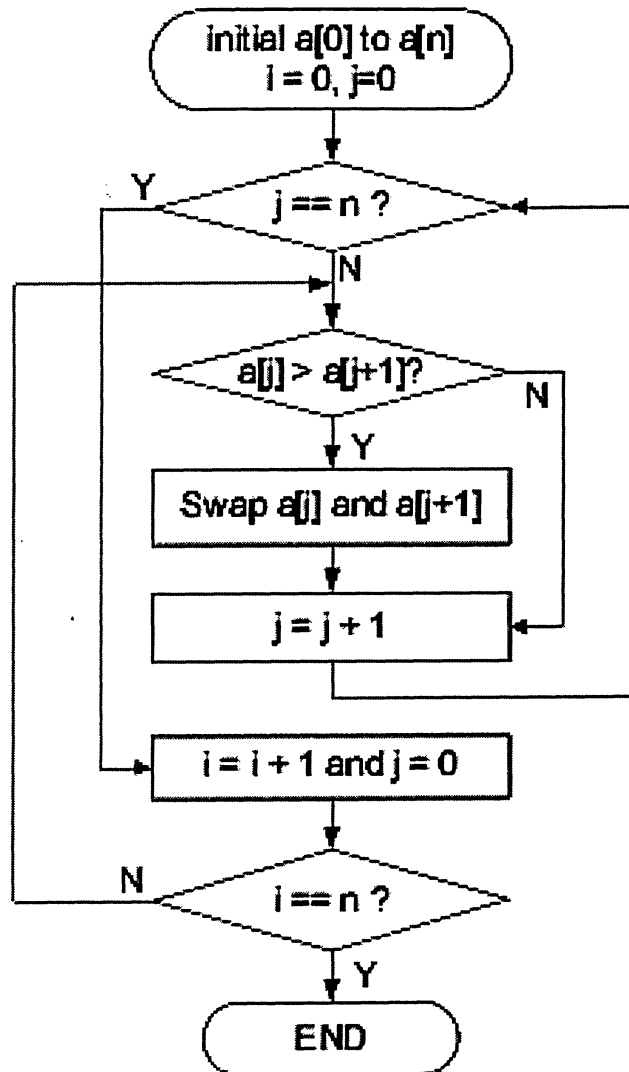 initial a[0] to a[n]
i = 0, j=0
Y
j == n ?
N
a[j] > a[j+1]?
N
Y
Swap a[j] and a[j+1]
j = j + 1
i = i + 1 and j = 0
N
i == n ?
Y
END